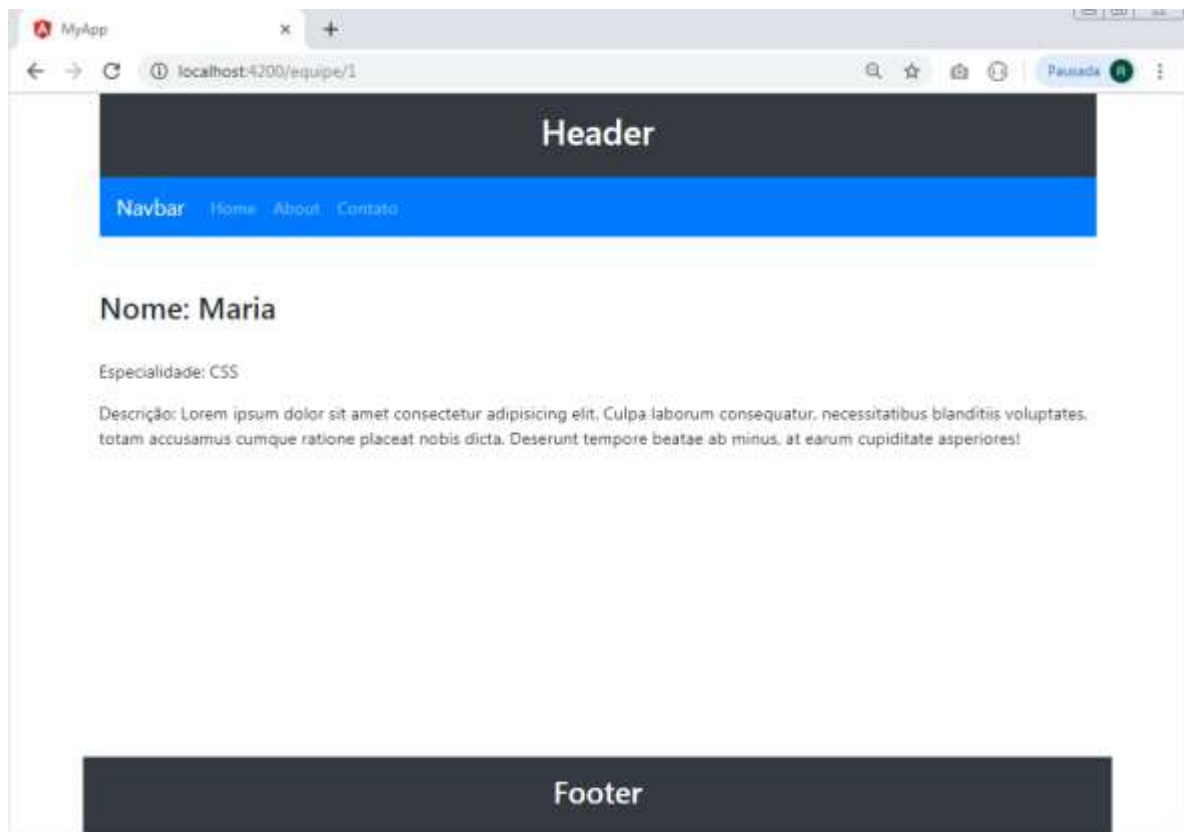 MyApp
localhost:4200/equipe/1
Pausada
Header
Navbar Home About Contato
Nome: Maria
Especialidade: CSS
Descrição: Lorem ipsum dolor sit amet consectetur adipisicing elit. Culpa laborum consequatur, necessitatibus blanditiis voluptates,
totam accusamus cumque ratione placeat nobis dicta. Deserunt tempore beatae ab minus, at earum cupiditate asperiores!
Footer